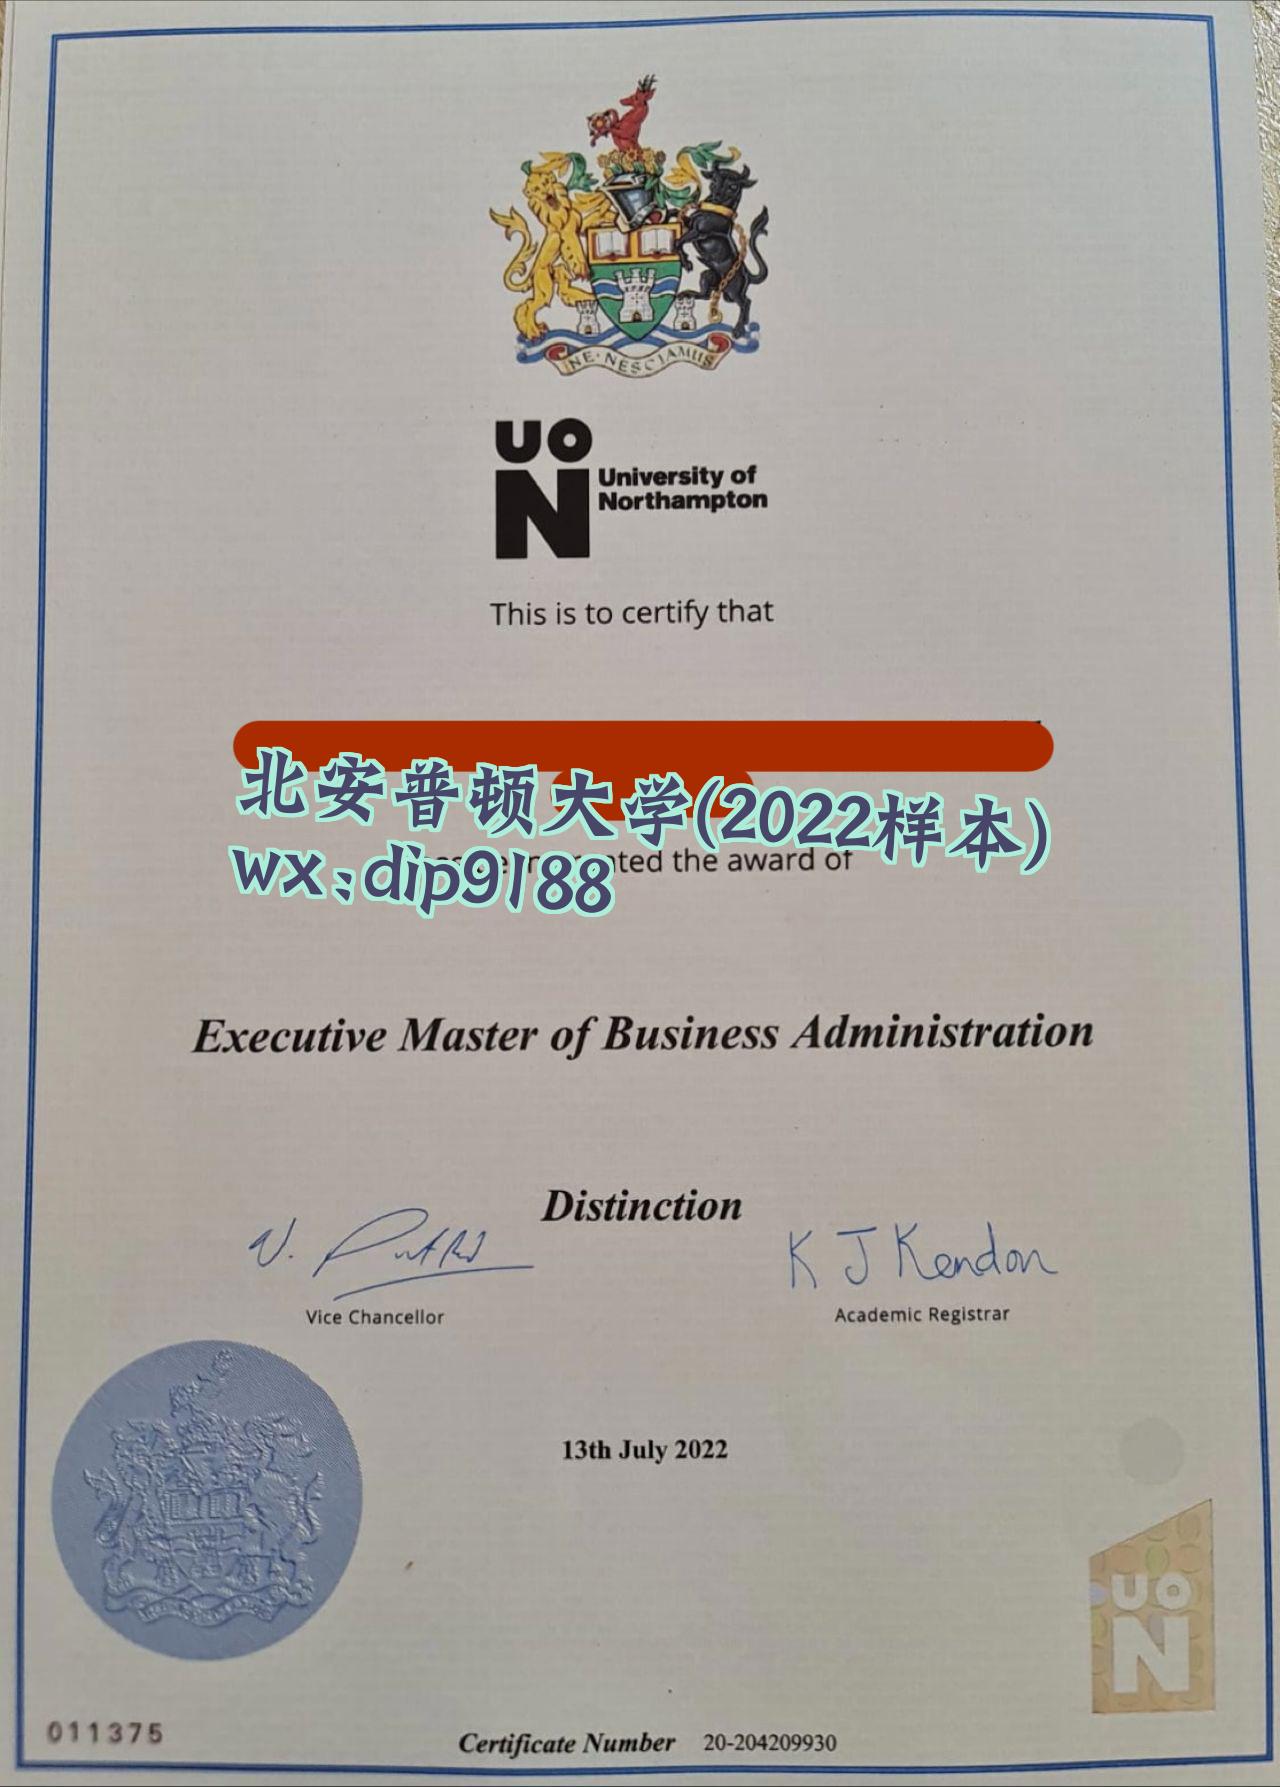 NE·NESCIAMUS
UON
University of
Northampton
This is to certify that
北安普顿大学(2022样本)
wx:dip9188
the award of
Executive Master of Business Administration
Distinction
K J Kendon
Vice Chancellor
Academic Registrar
13th July 2022
UON
011375
Certificate Number 20-204209930